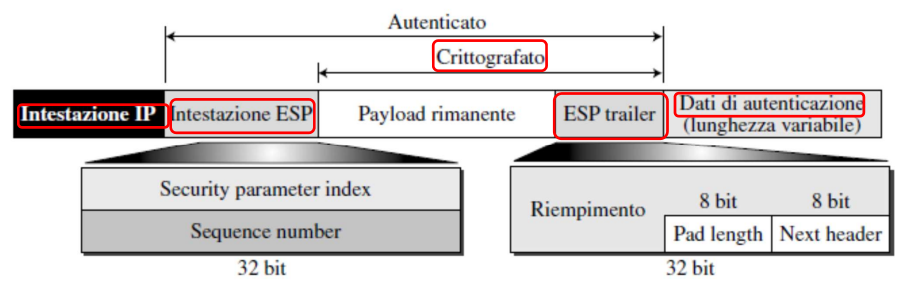 Autenticato
Crittografato
Intestazione IP Intestazione ESP Payload rimanente ESP trailer Dati di autenticazione
(lunghezza variabile)
Security parameter index
Sequence number
32 bit
Riempimento
8 bit 8 bit
Pad length Next header
32 bit